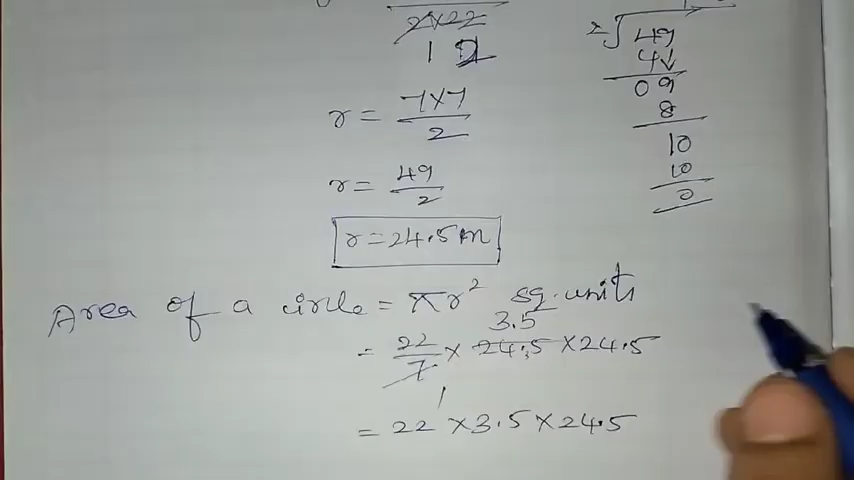 2×22
1 2
r = 7×7
2
r = 49
2
r = 24.5m
2 49
4
09
8
10
10
0
Area of a circle = πr² sq. units
3.5
= 22/7 × 24.5 × 24.5
1
= 22 × 3.5 × 24.5